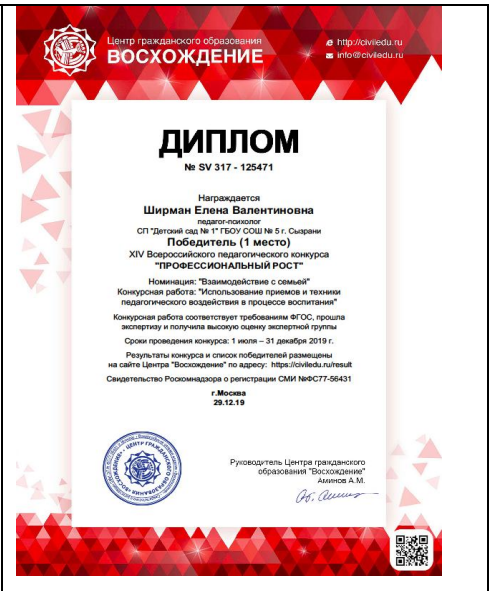 Центр гражданского образования
ВОСХОЖДЕНИЕ
http://civiledu.ru
info@civiledu.ru
ДИПЛОМ
№ SV 317 - 125471
Награждается
Ширман Елена Валентиновна
педагог-психолог
СП "Детский сад № 1" ГБОУ СОШ № 5 г. Сызрани
Победитель (1 место)
XIV Всероссийского педагогического конкурса
"ПРОФЕССИОНАЛЬНЫЙ РОСТ"
Номинация: "Взаимодействие с семьей"
Конкурсная работа: "Использование приемов и техники
педагогического воздействия в процессе воспитания"
Конкурсная работа соответствует требованиям ФГОС, прошла
экспертизу и получила высокую оценку экспертной группы
Сроки проведения конкурса: 1 июля – 31 декабря 2019 г.
Результаты конкурса и список победителей размещены
на сайте Центра "Восхождение" по адресу: https://civiledu.ru/result
Свидетельство Роскомнадзора о регистрации СМИ №ФС77-56431
г.Москва
29.12.19
Руководитель Центра гражданского
образования "Восхождение"
Аминов А.М.